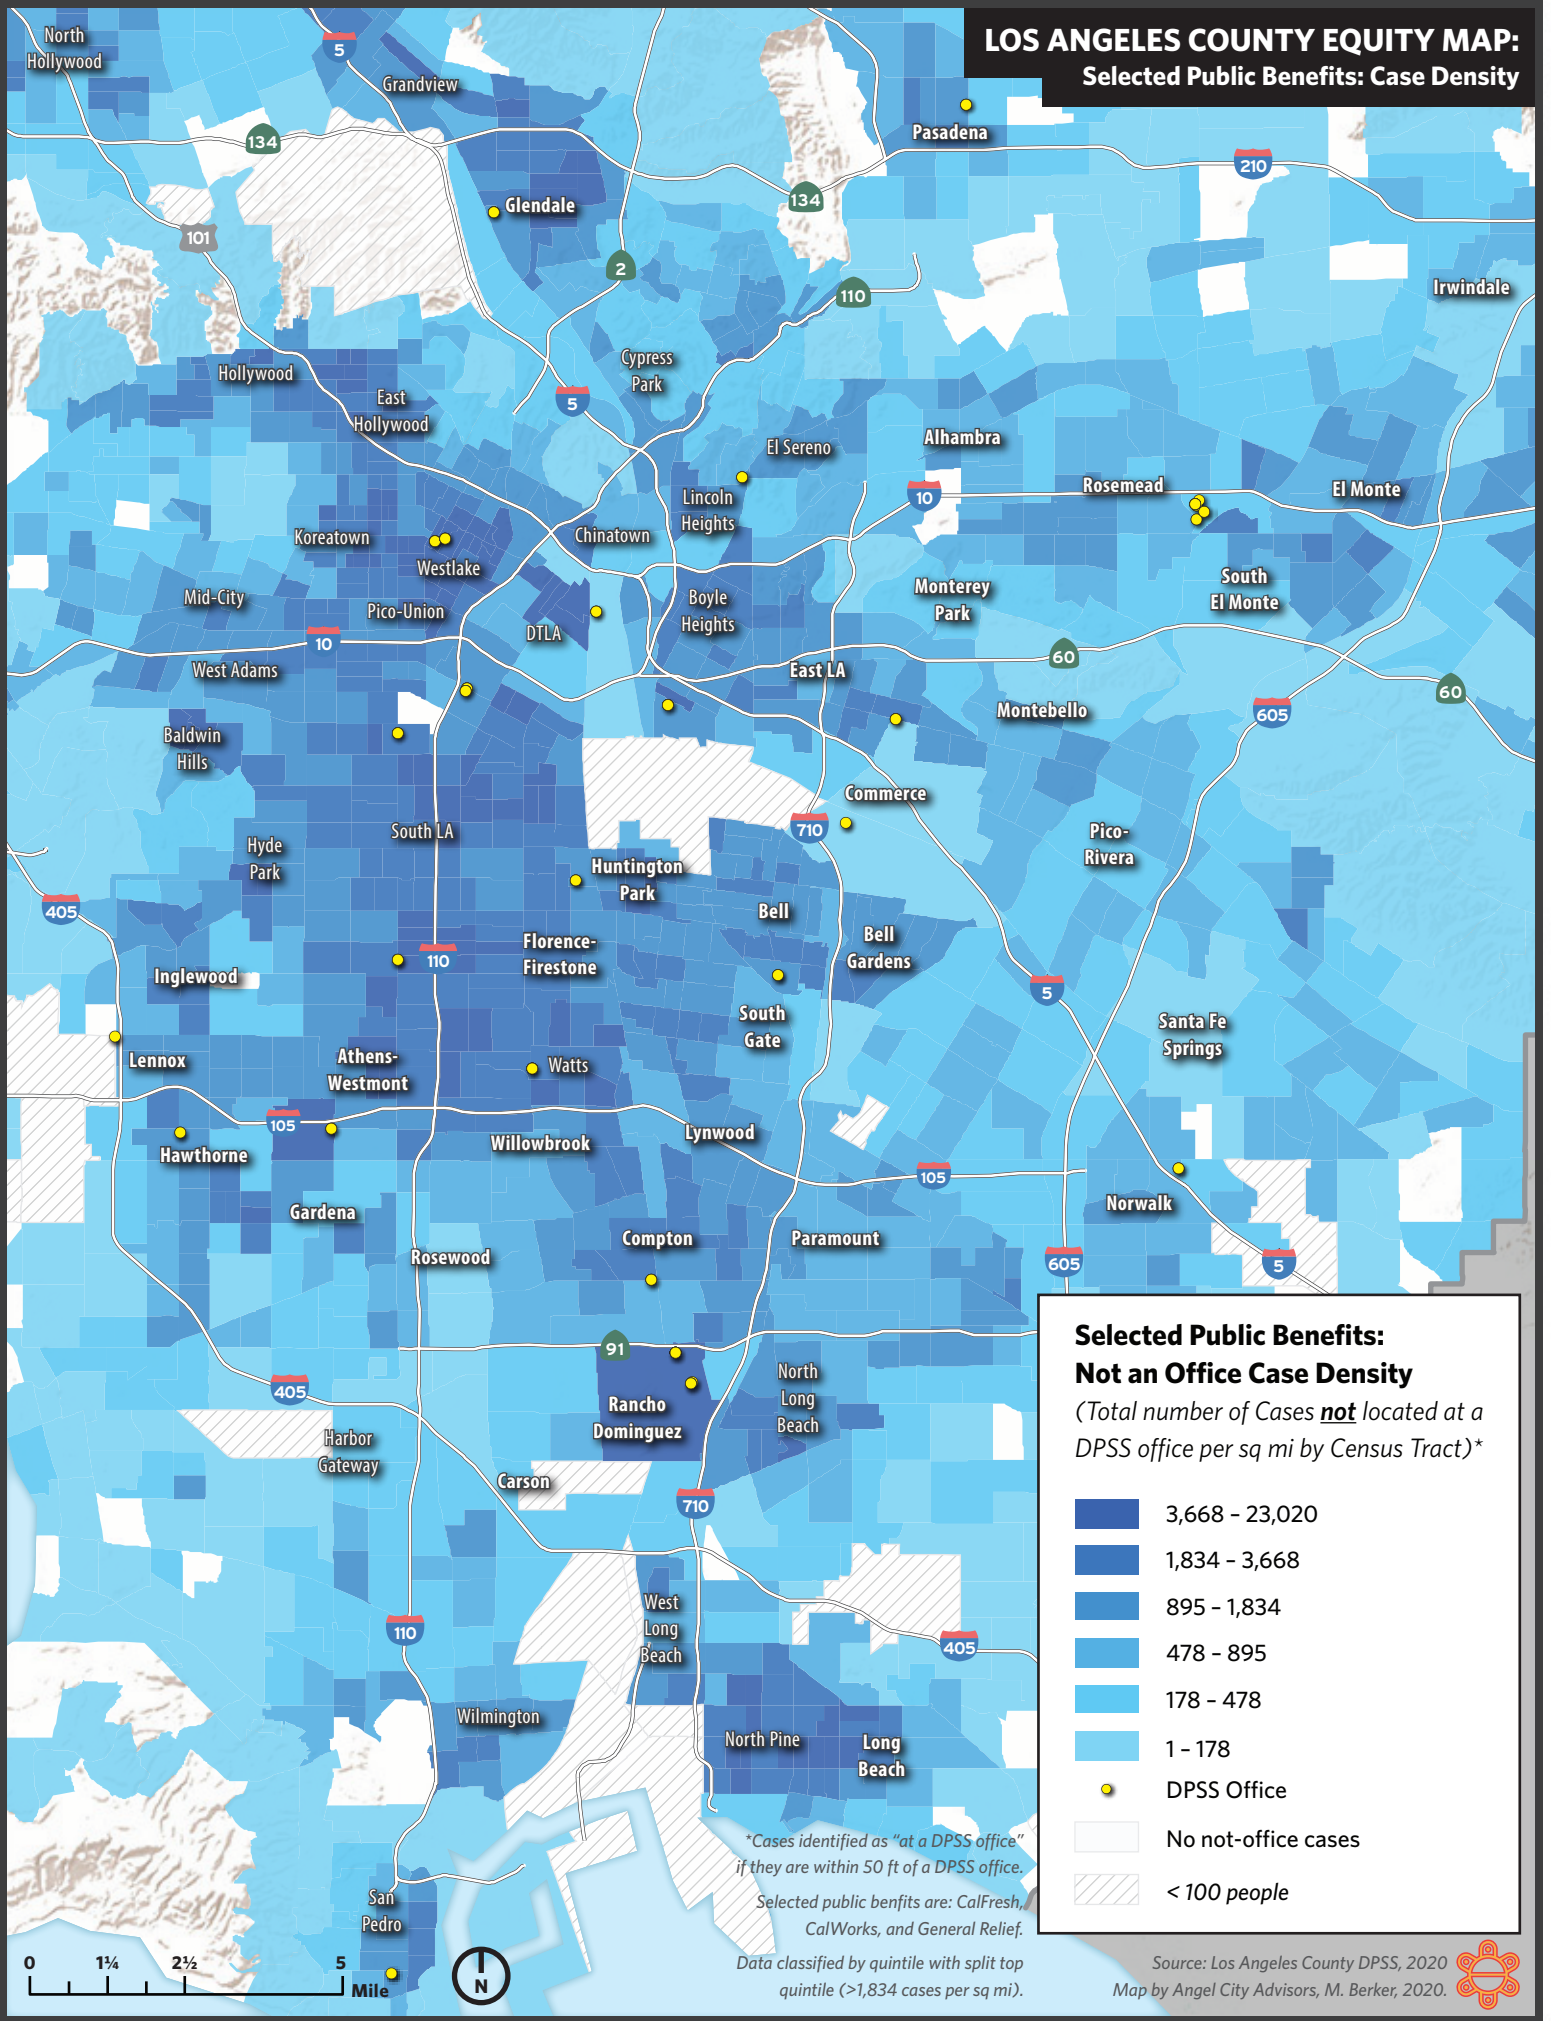 LOS ANGELES COUNTY EQUITY MAP:
Selected Public Benefits: Case Density
North
Hollywood
5
Grandview
134
Pasadena
210
Glendale
134
101
2
110
Irwindale
Cypress
Park
Hollywood
East
Hollywood
5
El Sereno
Alhambra
Rosemead
El Monte
10
Lincoln
Heights
Koreatown
Chinatown
Westlake
Monterey
Park
South
El Monte
Mid-City
Pico-Union
Boyle
Heights
DTLA
10
West Adams
East LA
60
60
Montebello
605
Baldwin
Hills
Commerce
710
South LA
Pico-
Rivera
Hyde
Park
Huntington
Park
405
Bell
Bell
Gardens
Florence-
Firestone
110
Inglewood
5
South
Gate
Santa Fe
Springs
Lennox
Athens-
Westmont
Watts
105
Hawthorne
Willowbrook
Lynwood
105
Norwalk
Gardena
Compton
Paramount
Rosewood
605
5
91
North
Long
Beach
405
Rancho
Dominguez
Harbor
Gateway
Carson
710
West
Long
Beach
110
405
Wilmington
North Pine
Long
Beach
San
Pedro
Selected Public Benefits:
Not an Office Case Density
(Total number of Cases not located at a
DPSS office per sq mi by Census Tract)*
3,668 – 23,020
1,834 – 3,668
895 – 1,834
478 – 895
178 – 478
1 – 178
DPSS Office
No not-office cases
< 100 people
*Cases identified as “at a DPSS office”
if they are within 50 ft of a DPSS office.
Selected public benfits are: CalFresh,
CalWorks, and General Relief.
Data classified by quintile with split top
quintile (>1,834 cases per sq mi).
0 1¼ 2½ 5
Mile
N
Source: Los Angeles County DPSS, 2020
Map by Angel City Advisors, M. Berker, 2020.